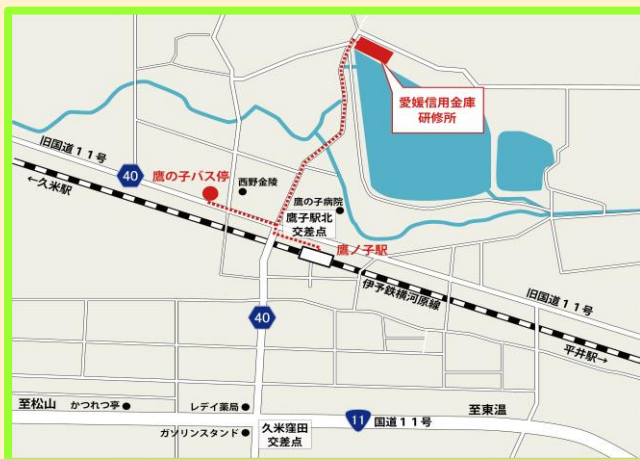 愛媛信用金庫
研修所
旧国道１１号
40
鷹の子バス停
西野金陵
←久米駅
鷹の子病院
鷹子駅北
交差点
鷹ノ子駅
伊予鉄横河原線
旧国道１１号
40
平井駅→
至松山
かつれつ亭
レデイ薬局
11
国道１１号
至東温
ガソリンスタンド
久米窪田
交差点